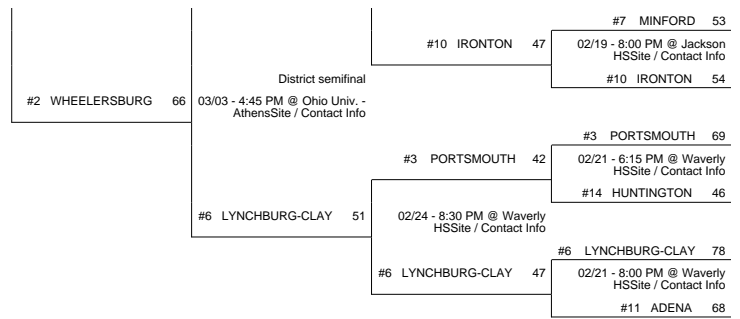 #7 MINFORD 53
#10 IRONTON 47
02/19 - 8:00 PM @ Jackson
HSSite / Contact Info
#10 IRONTON 54
District semifinal
#2 WHEELERSBURG 66
03/03 - 4:45 PM @ Ohio Univ. -
AthensSite / Contact Info
#3 PORTSMOUTH 69
#3 PORTSMOUTH 42
02/21 - 6:15 PM @ Waverly
HSSite / Contact Info
#14 HUNTINGTON 46
#6 LYNCHBURG-CLAY 51
02/24 - 8:30 PM @ Waverly
HSSite / Contact Info
#6 LYNCHBURG-CLAY 78
#6 LYNCHBURG-CLAY 47
02/21 - 8:00 PM @ Waverly
HSSite / Contact Info
#11 ADENA 68